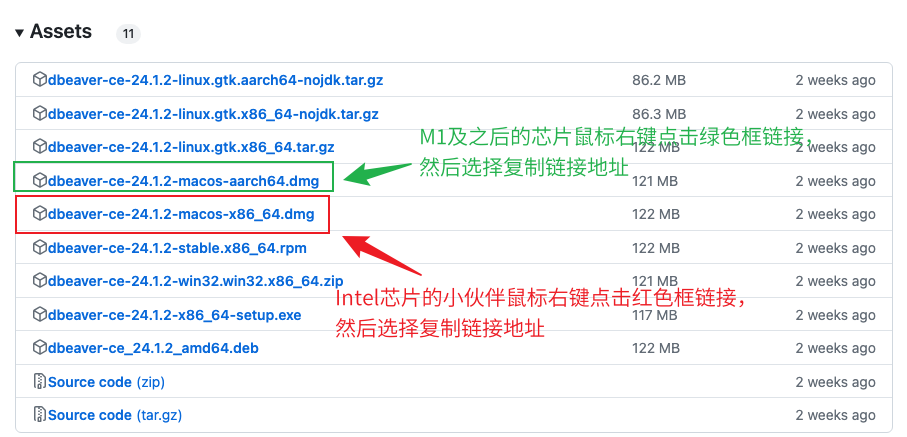 Assets 11
dbeaver-ce-24.1.2-linux.gtk.aarch64-nojdk.tar.gz 86.2 MB 2 weeks ago
dbeaver-ce-24.1.2-linux.gtk.x86_64-nojdk.tar.gz 86.3 MB 2 weeks ago
M1及之后的芯片鼠标右键点击绿色框链接，
dbeaver-ce-24.1.2-linux.gtk.x86_64.tar.gz 122 MB 2 weeks ago
然后选择复制链接地址
dbeaver-ce-24.1.2-macos-aarch64.dmg 121 MB 2 weeks ago
dbeaver-ce-24.1.2-macos-x86_64.dmg 122 MB 2 weeks ago
dbeaver-ce-24.1.2-stable.x86_64.rpm 122 MB 2 weeks ago
dbeaver-ce-24.1.2-win32.win32.x86_64.zip 121 MB 2 weeks ago
Intel芯片的小伙伴鼠标右键点击红色框链接，
dbeaver-ce-24.1.2-x86_64-setup.exe 117 MB 2 weeks ago
然后选择复制链接地址
dbeaver-ce_24.1.2_amd64.deb 122 MB 2 weeks ago
Source code (zip) 2 weeks ago
Source code (tar.gz) 2 weeks ago